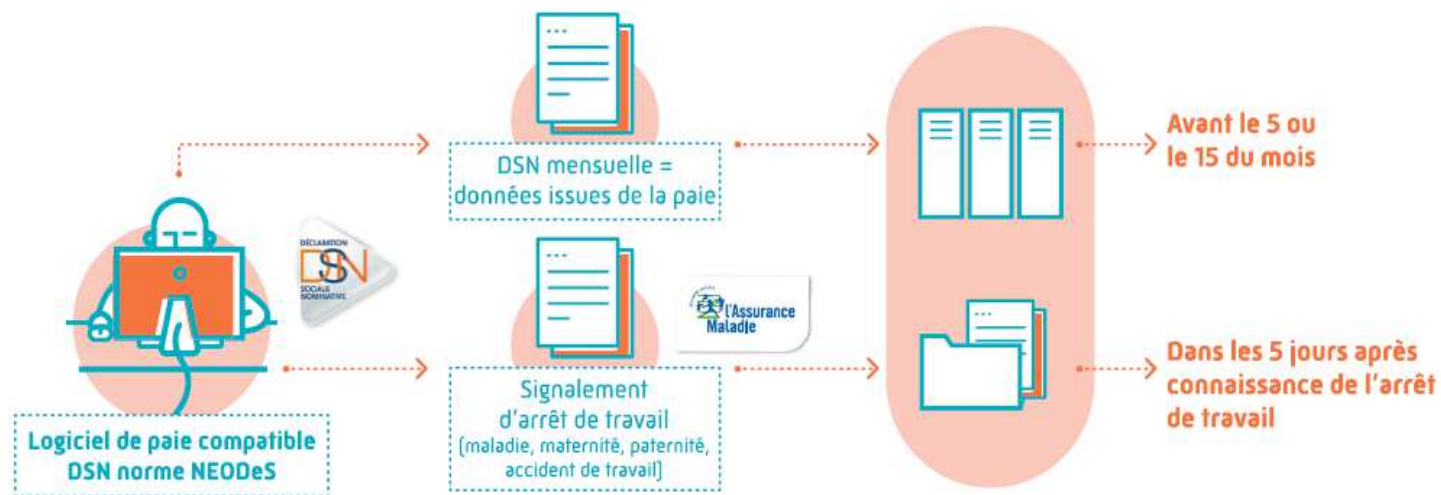 DSN mensuelle =
données issues de la paie
Avant le 5 ou
le 15 du mois
DÉCLARATION
DSN
SOCIALE
NOMINATIVE
Logiciel de paie compatible
DSN norme NEODeS
l'Assurance
Maladie
Signalement
d'arrêt de travail
(maladie, maternité, paternité,
accident de travail)
Dans les 5 jours après
connaissance de l'arrêt
de travail